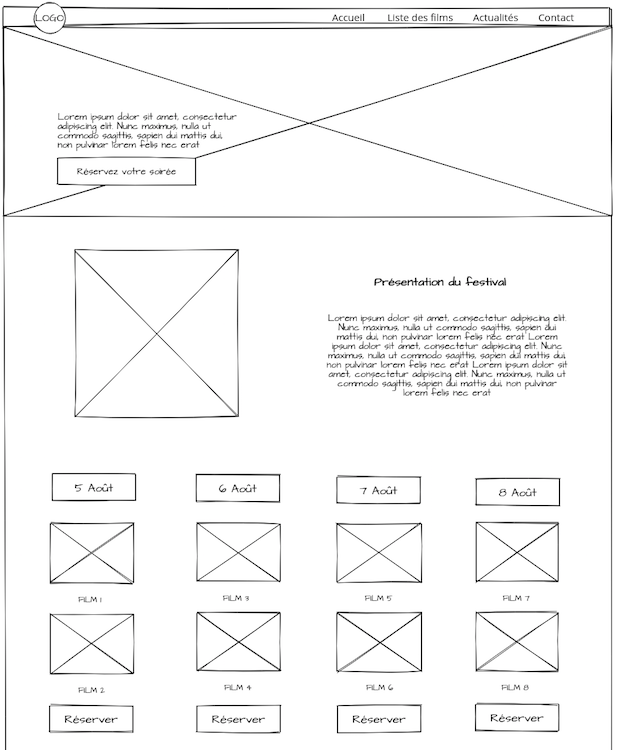 LOGO
Accueil
Liste des films
Actualités
Contact
Lorem ipsum dolor sit amet, consectetur
adipiscing elit. Nunc maximus, nulla ut
commodo sagittis, sapien dui mattis dui,
non pulvinar lorem felis nec erat
Réservez votre soirée
Présentation du festival
Lorem ipsum dolor sit amet, consectetur adipiscing elit.
Nunc maximus, nulla ut commodo sagittis, sapien dui
mattis dui, non pulvinar lorem felis nec erat Lorem
ipsum dolor sit amet, consectetur adipiscing elit. Nunc
maximus, nulla ut commodo sagittis, sapien dui mattis dui,
non pulvinar lorem felis nec erat Lorem ipsum dolor sit
amet, consectetur adipiscing elit. Nunc maximus, nulla ut
commodo sagittis, sapien dui mattis dui, non pulvinar
lorem felis nec erat
5 Août
6 Août
7 Août
8 Août
FILM 1
FILM 3
FILM 5
FILM 7
FILM 2
FILM 4
FILM 6
FILM 8
Réserver
Réserver
Réserver
Réserver